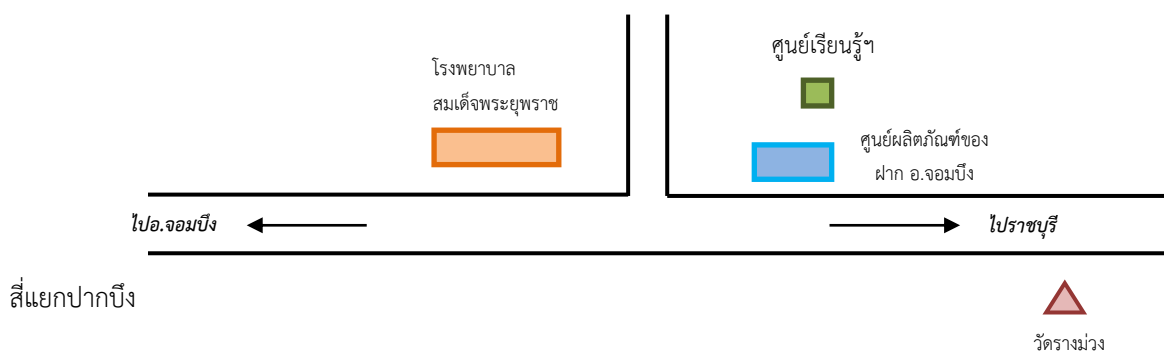 ศูนย์เรียนรู้ฯ
โรงพยาบาล
สมเด็จพระยุพราช
ศูนย์ผลิตภัณฑ์ของ
ฝาก อ.จอมบึง
ไปอ.จอมบึง
ไปราชบุรี
สี่แยกปากบึง
วัดรางม่วง